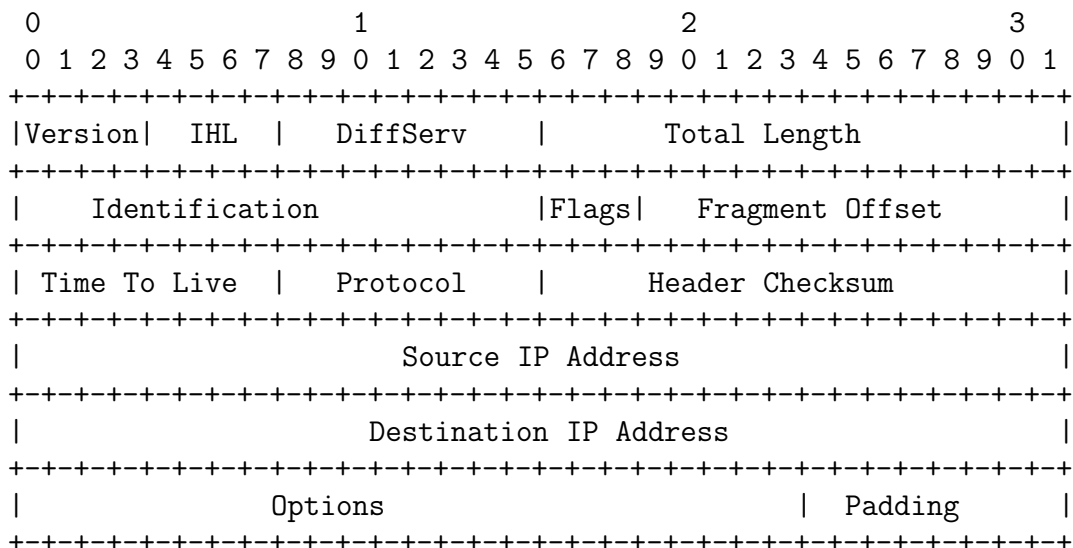 0                   1                   2                   3
 0 1 2 3 4 5 6 7 8 9 0 1 2 3 4 5 6 7 8 9 0 1 2 3 4 5 6 7 8 9 0 1
+-+-+-+-+-+-+-+-+-+-+-+-+-+-+-+-+-+-+-+-+-+-+-+-+-+-+-+-+-+-+-+-+
|Version|  IHL  |   DiffServ    |       Total Length            |
+-+-+-+-+-+-+-+-+-+-+-+-+-+-+-+-+-+-+-+-+-+-+-+-+-+-+-+-+-+-+-+-+
|    Identification             |Flags|   Fragment Offset       |
+-+-+-+-+-+-+-+-+-+-+-+-+-+-+-+-+-+-+-+-+-+-+-+-+-+-+-+-+-+-+-+-+
| Time To Live  |   Protocol    |      Header Checksum          |
+-+-+-+-+-+-+-+-+-+-+-+-+-+-+-+-+-+-+-+-+-+-+-+-+-+-+-+-+-+-+-+-+
|                       Source IP Address                       |
+-+-+-+-+-+-+-+-+-+-+-+-+-+-+-+-+-+-+-+-+-+-+-+-+-+-+-+-+-+-+-+-+
|                     Destination IP Address                    |
+-+-+-+-+-+-+-+-+-+-+-+-+-+-+-+-+-+-+-+-+-+-+-+-+-+-+-+-+-+-+-+-+
|               Options                         |  Padding      |
+-+-+-+-+-+-+-+-+-+-+-+-+-+-+-+-+-+-+-+-+-+-+-+-+-+-+-+-+-+-+-+-+